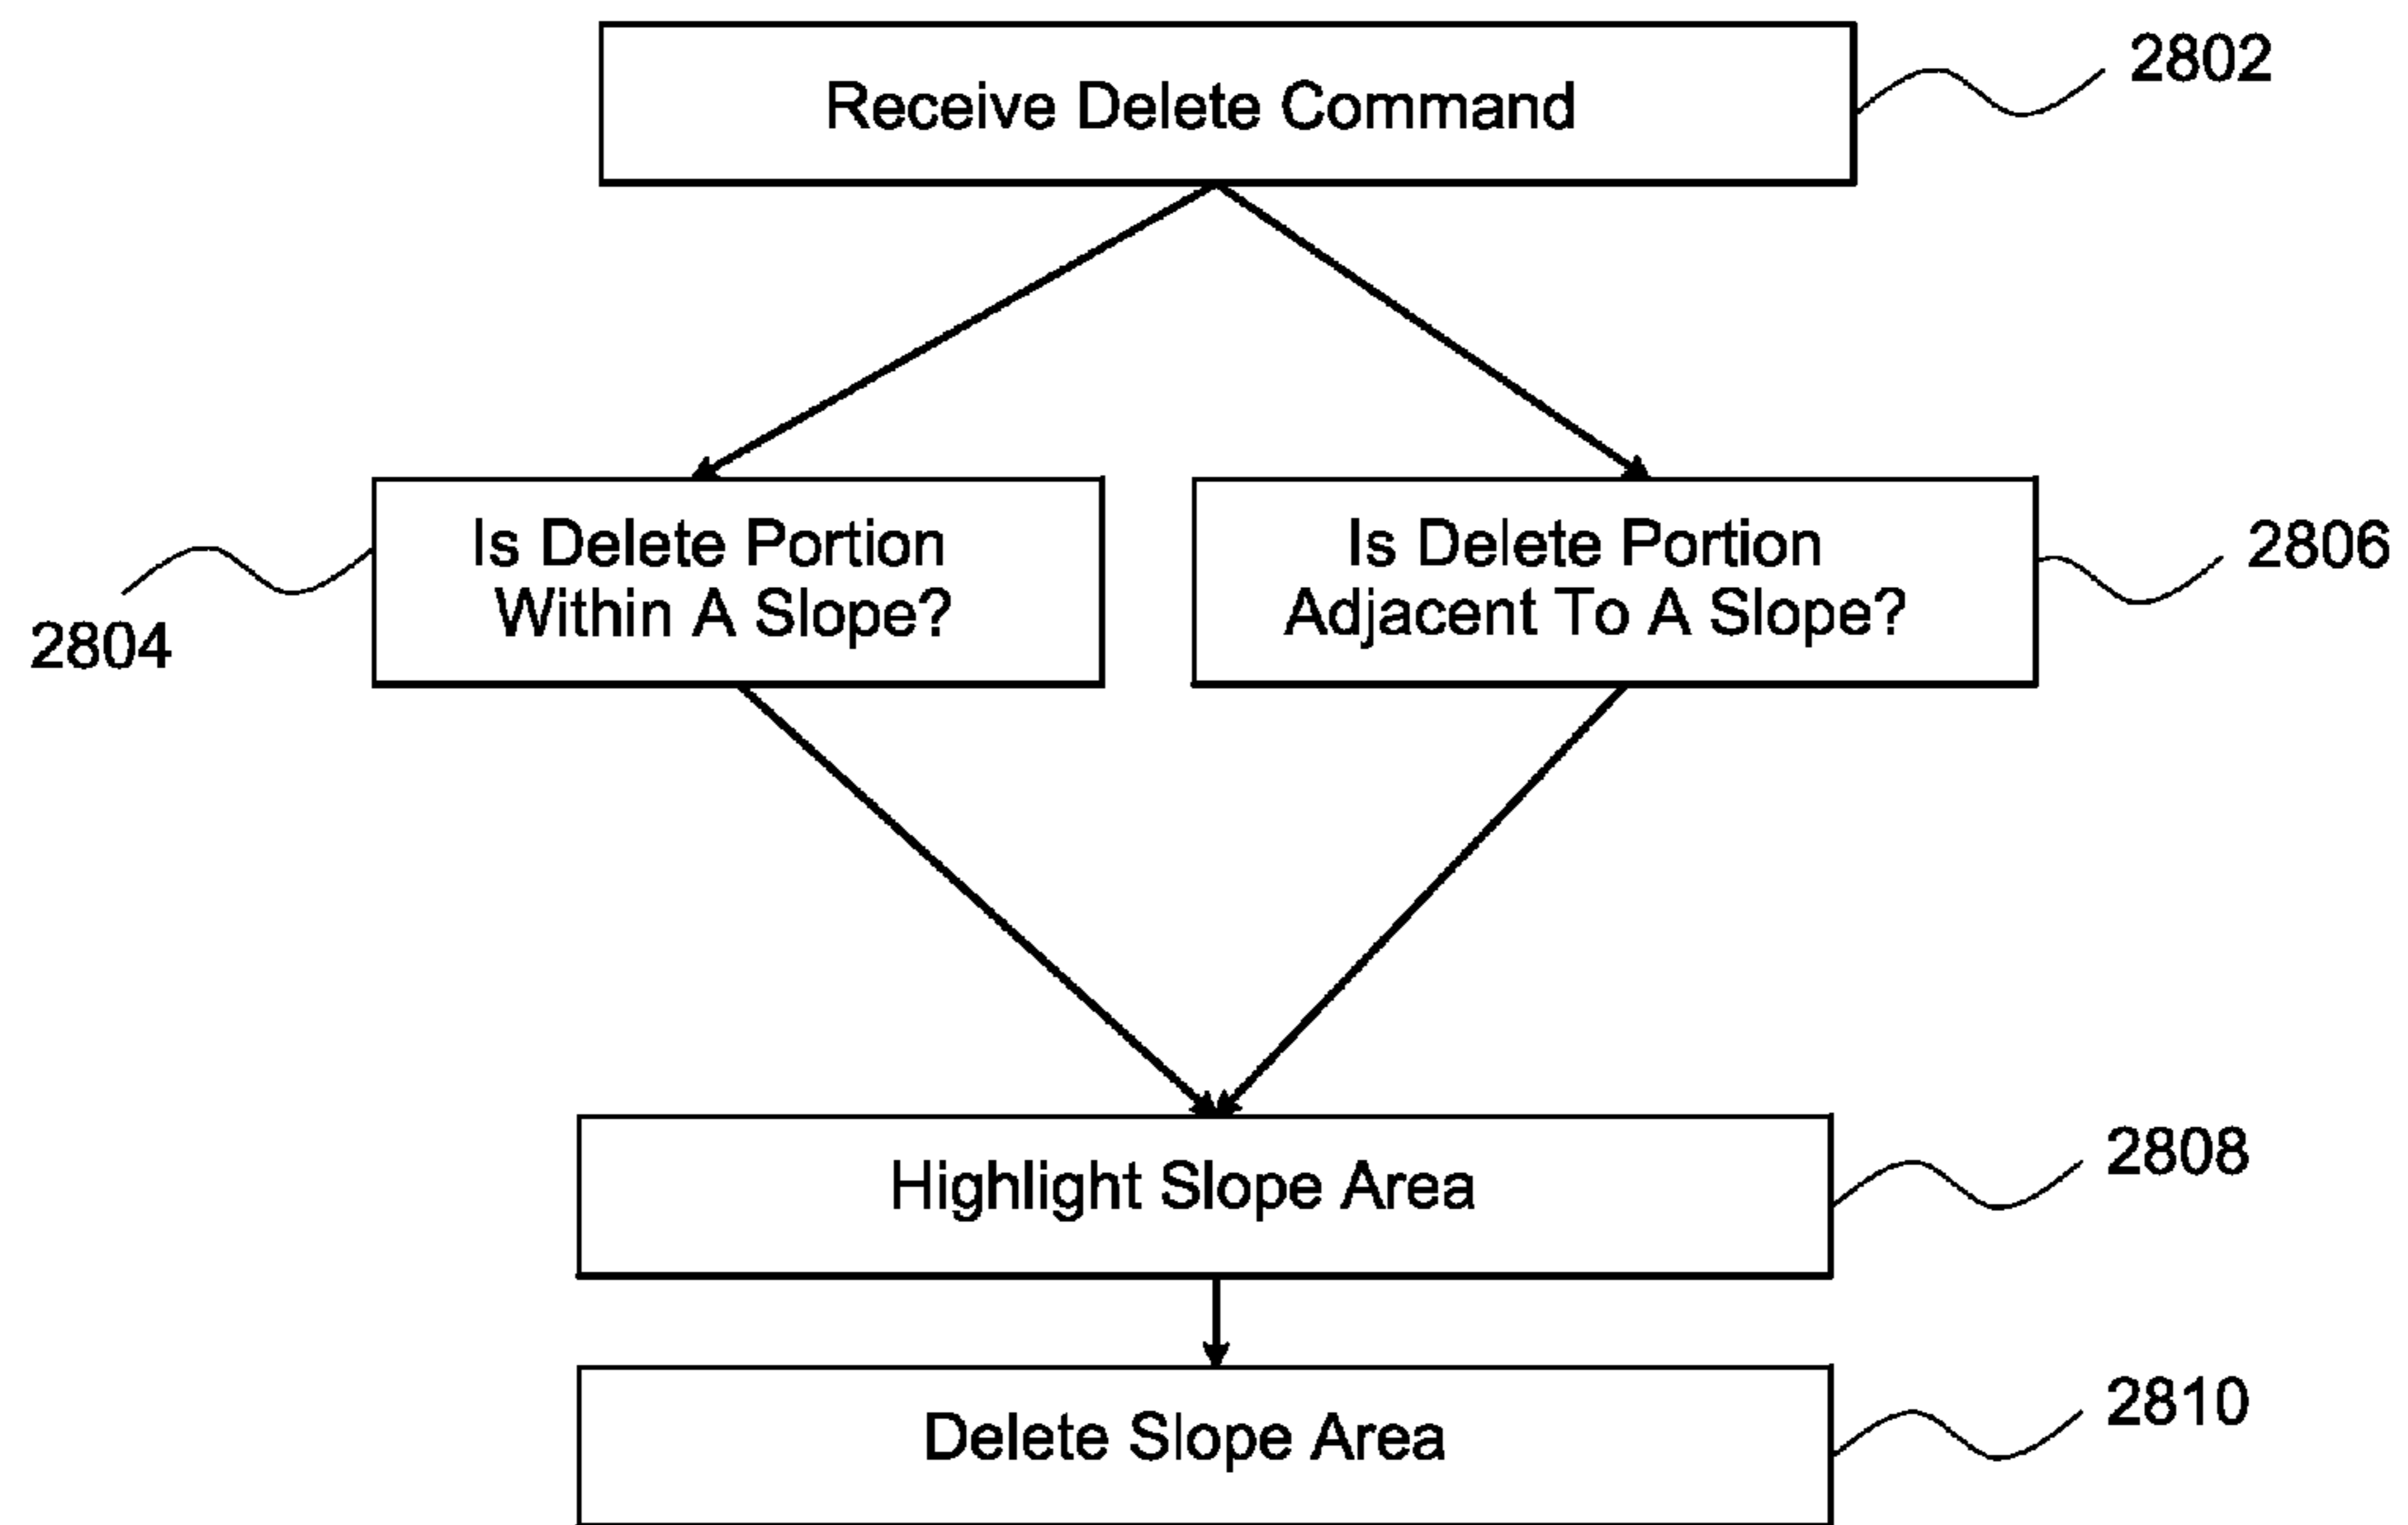 Receive Delete Command
2802
Is Delete Portion
Within A Slope?
2804
Is Delete Portion
Adjacent To A Slope?
2806
Highlight Slope Area
2808
Delete Slope Area
2810